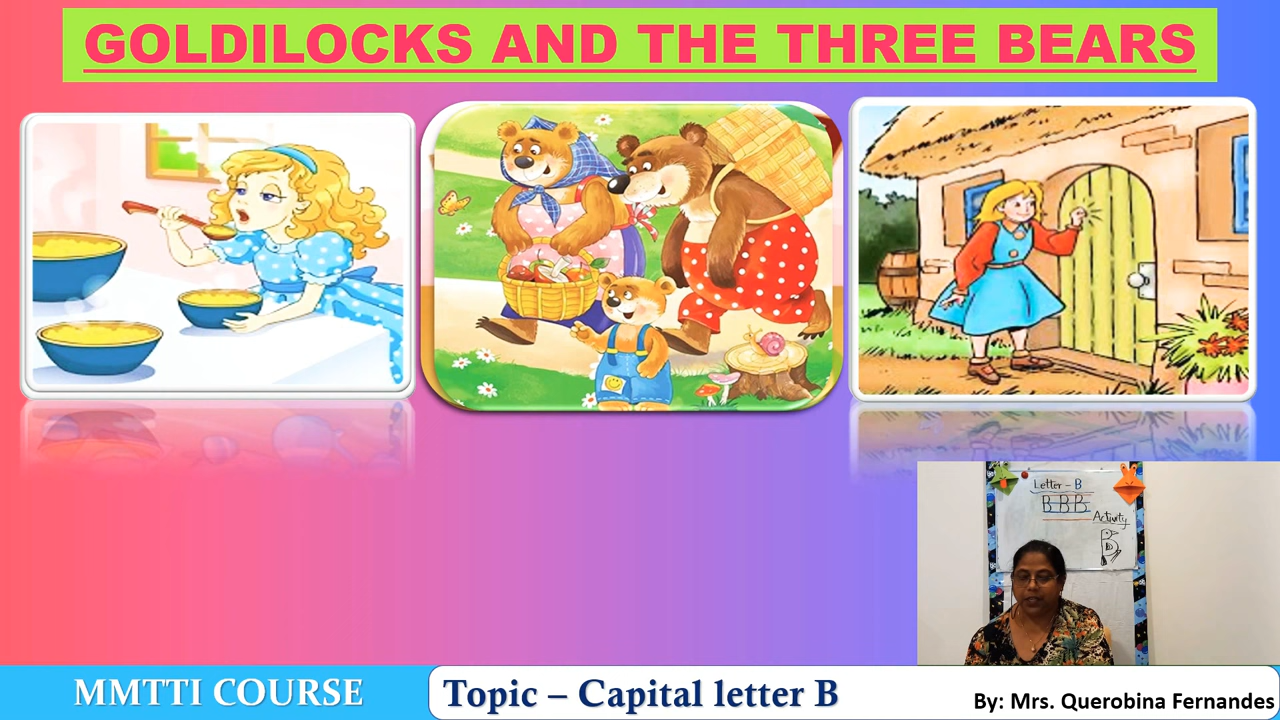 GOLDILOCKS AND THE THREE BEARS
Letter – B
B B B
Activity
B
MMTTI COURSE
Topic – Capital letter B
By: Mrs. Querobina Fernandes